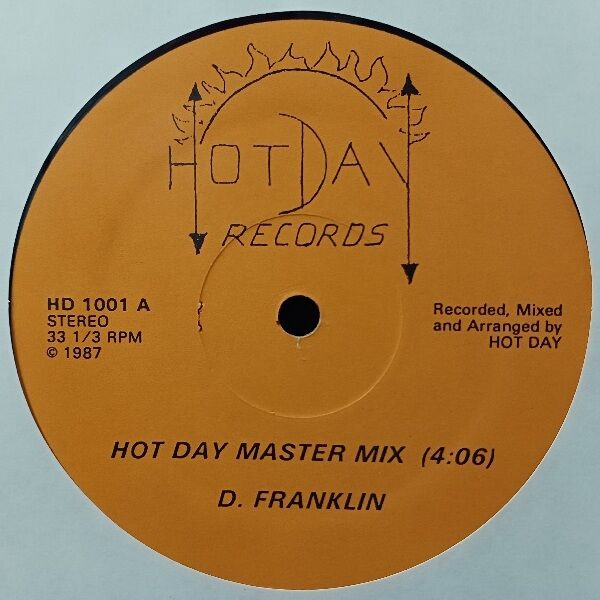 HOT DAY
RECORDS
HD 1001 A
STEREO
33 1/3 RPM
© 1987
Recorded, Mixed
and Arranged by
HOT DAY
HOT DAY MASTER MIX (4:06)
D. FRANKLIN